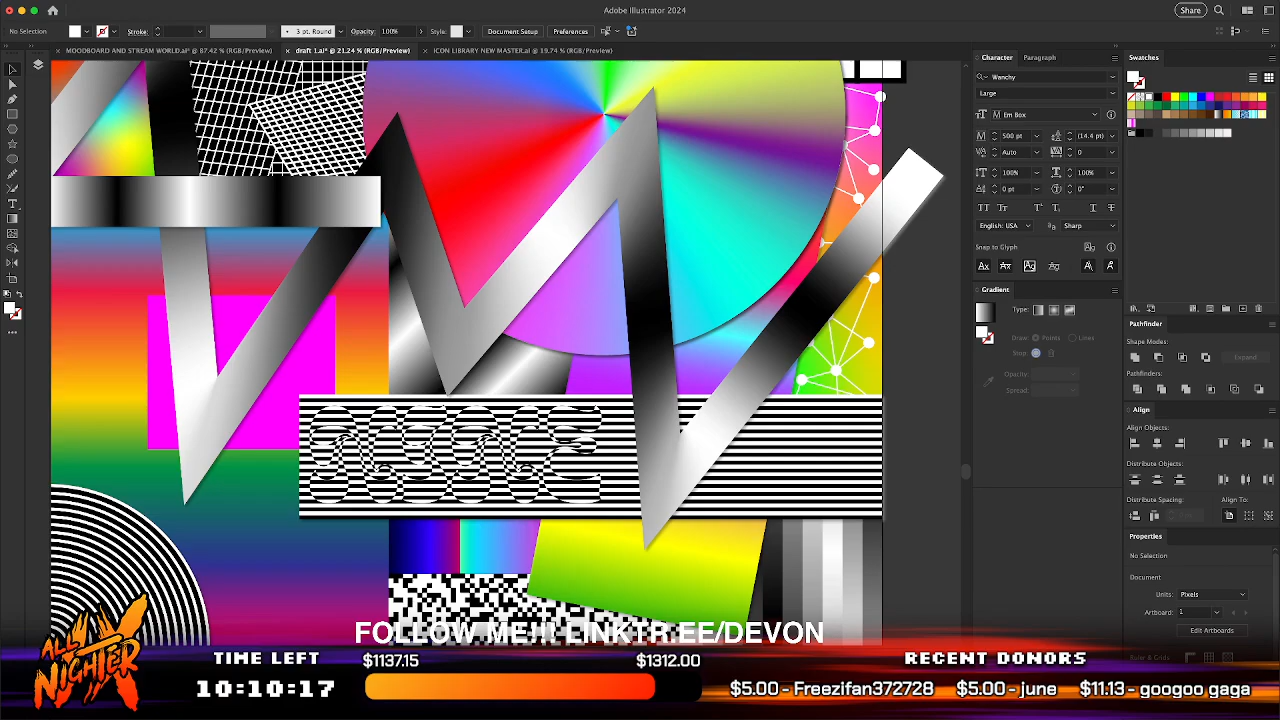 Adobe Illustrator 2024
Share
No Selection
Stroke:
3 pt. Round
Opacity: 100%
Style:
Document Setup
Preferences
MOODBOARD AND STREAM WORLD.ai* @ 87.42 % (RGB/Preview)
draft 1.ai* @ 21.24 % (RGB/Preview)
ICON LIBRARY NEW MASTER.ai @ 19.74 % (RGB/Preview)
Character
Paragraph
Wanchy
Large
Em Box
500 pt
(14.4 pt)
Auto
0
100%
100%
0 pt
0°
English: USA
Sharp
Snap to Glyph
Gradient
Type:
Draw:
Points
Lines
Stop:
Opacity:
Spread:
Swatches
Pathfinder
Shape Modes:
Expand
Pathfinders:
Align
Align Objects:
Distribute Objects:
Distribute Spacing:
Align To:
Properties
No Selection
Document
Units:
Pixels
Artboard:
1
Edit Artboards
Ruler & Grids
FOLLOW ME!!! LINKTR.EE/DEVON
ALL NIGHTER
TIME LEFT
10:10:17
$1137.15
$1312.00
RECENT DONORS
$5.00 - Freezifan372728
$5.00 - june
$11.13 - googoo gaga